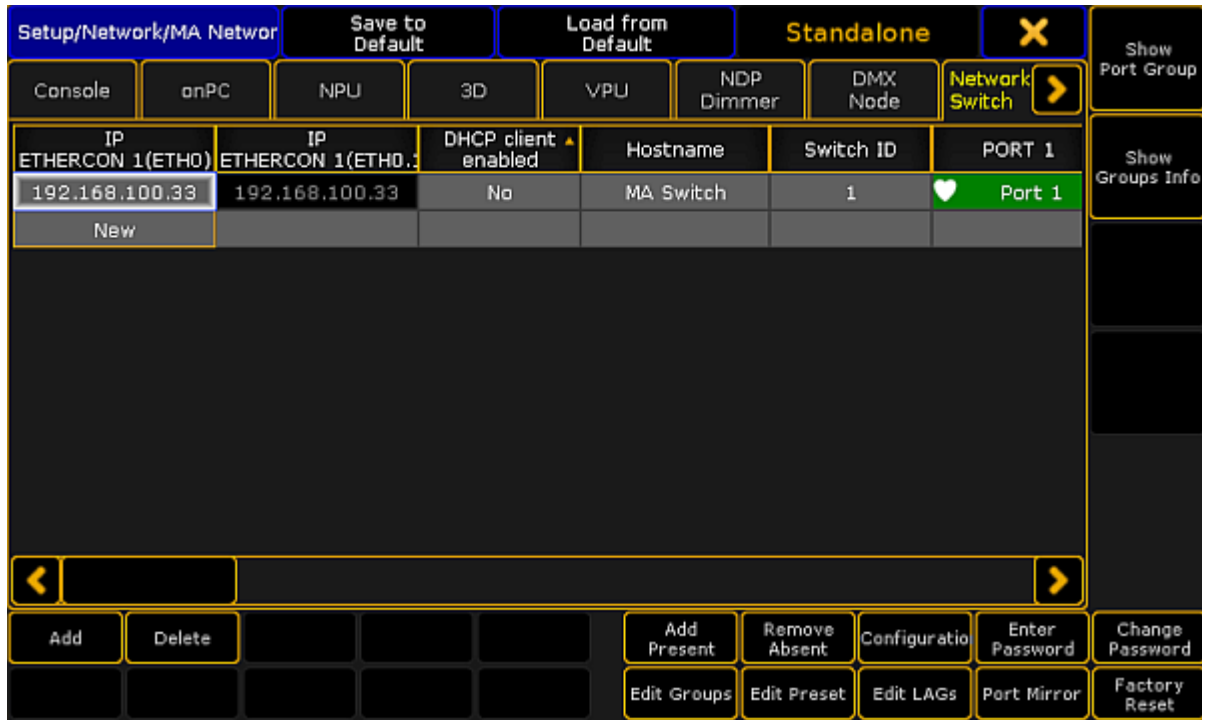 Setup/Network/MA Networ
Save to
Default
Load from
Default
Standalone
Show
Port Group
Console
onPC
NPU
3D
VPU
NDP
Dimmer
DMX
Node
Network
Switch
IP
ETHERCON 1(ETH0)
IP
ETHERCON 1(ETH0.:
DHCP client
enabled
Hostname
Switch ID
PORT 1
Show
Groups Info
192.168.100.33
192.168.100.33
No
MA Switch
1
Port 1
New
Add
Delete
Add
Present
Remove
Absent
Configuratio
Enter
Password
Change
Password
Edit Groups
Edit Preset
Edit LAGs
Port Mirror
Factory
Reset